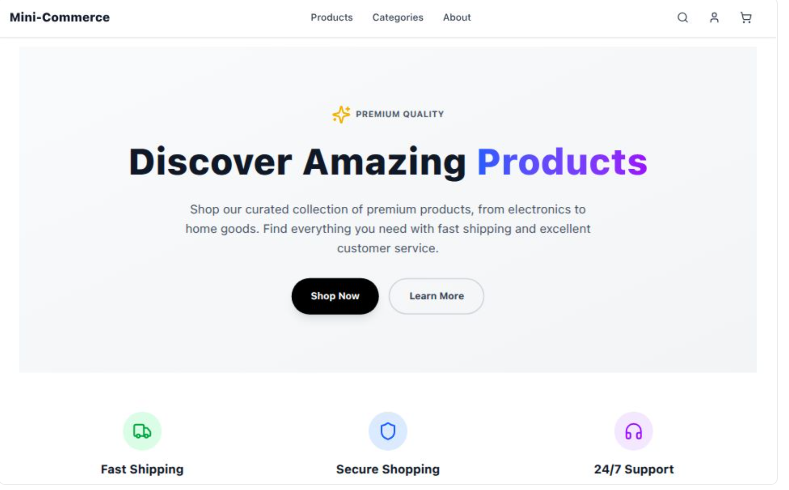 Mini-Commerce
Products
Categories
About
PREMIUM QUALITY
Discover Amazing Products
Shop our curated collection of premium products, from electronics to
home goods. Find everything you need with fast shipping and excellent
customer service.
Shop Now
Learn More
Fast Shipping
Secure Shopping
24/7 Support